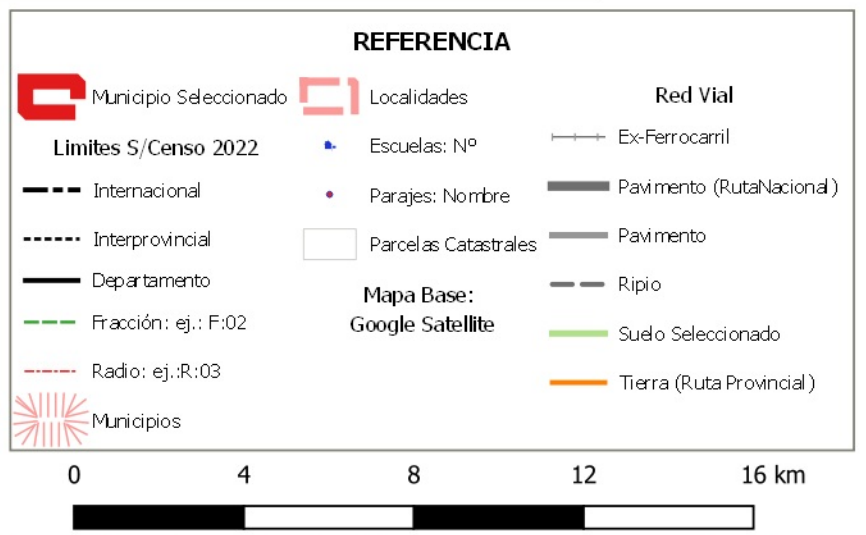 REFERENCIA
Municipio Seleccionado
Limites S/Censo 2022
Internacional
Interprovincial
Departamento
Fracción: ej.: F:02
Radio: ej.:R:03
Municipios
Localidades
Escuelas: Nº
Parajes: Nombre
Parcelas Catastrales
Mapa Base:
Google Satellite
Red Vial
Ex-Ferrocarril
Pavimento (RutaNacional)
Pavimento
Ripio
Suelo Seleccionado
Tierra (Ruta Provincial)
0 4 8 12 16 km